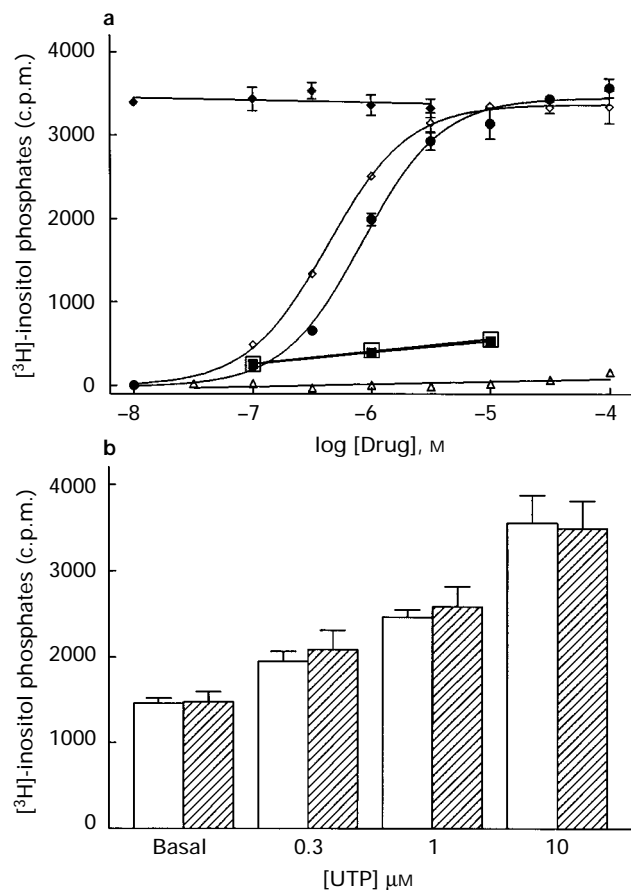 a
4000
3000
2000
1000
0
[³H]-inositol phosphates (c.p.m.)
–8 –7 –6 –5 –4
log [Drug], M
b
4000
3000
2000
1000
0
[³H]-inositol phosphates (c.p.m.)
Basal 0.3 1 10
[UTP] μM